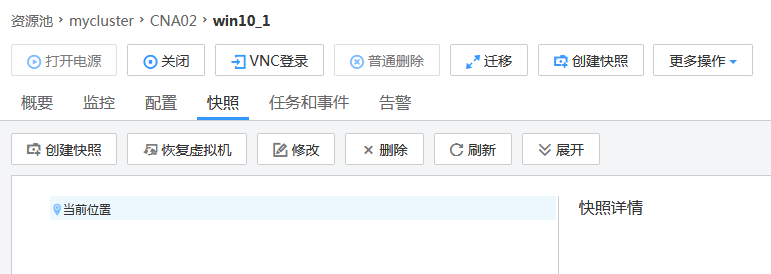 资源池 > mycluster > CNA02 > win10_1
打开电源 关闭 VNC登录 普通删除 迁移 创建快照 更多操作
概要 监控 配置 快照 任务和事件 告警
创建快照 恢复虚拟机 修改 删除 刷新 展开
当前位置 快照详情